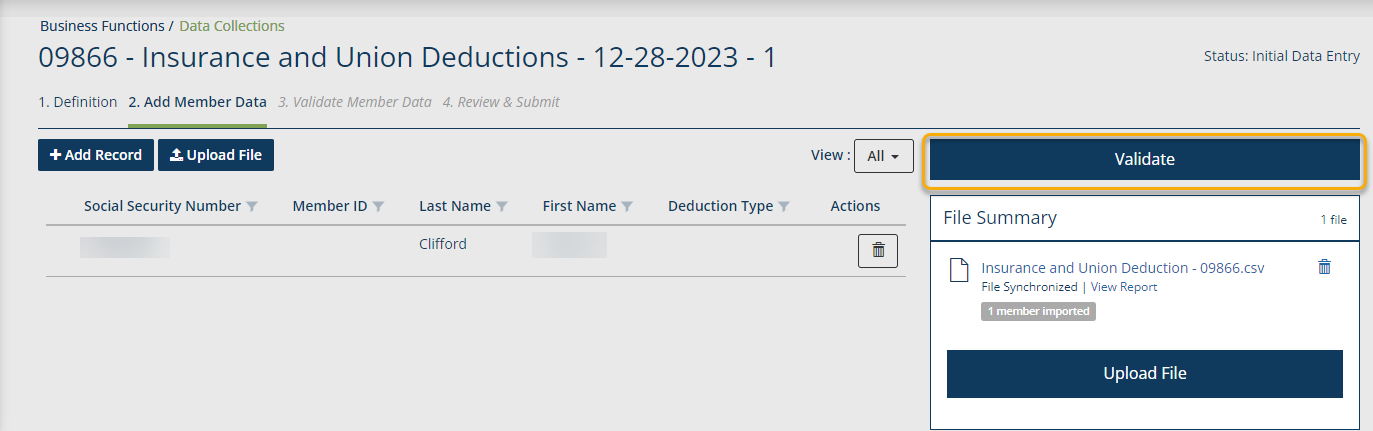 Business Functions / Data Collections
09866 - Insurance and Union Deductions - 12-28-2023 - 1
Status: Initial Data Entry
1. Definition 2. Add Member Data 3. Validate Member Data 4. Review & Submit
Add Record Upload File View : All
Validate
Social Security Number Member ID Last Name First Name Deduction Type Actions
Clifford
File Summary 1 file
Insurance and Union Deduction - 09866.csv
File Synchronized | View Report
1 member imported
Upload File